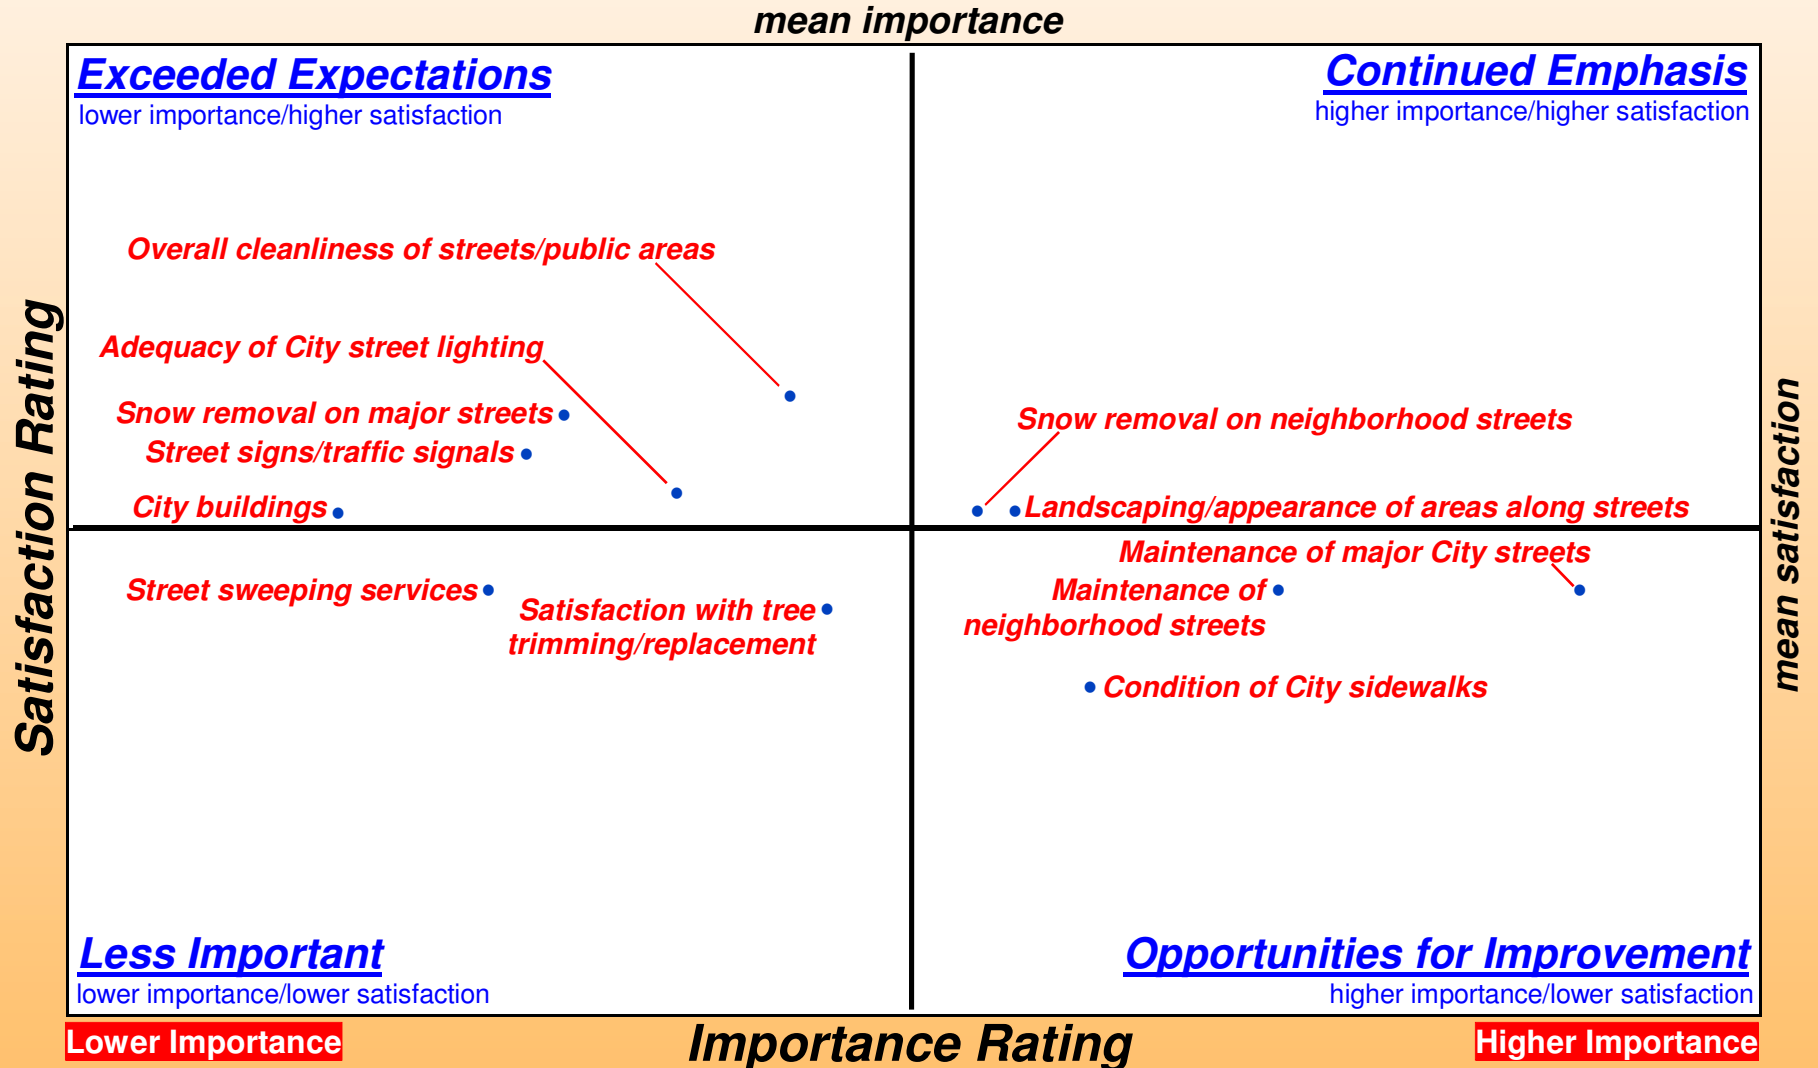 mean importance
Exceeded Expectations
lower importance/higher satisfaction
Continued Emphasis
higher importance/higher satisfaction
Overall cleanliness of streets/public areas
Adequacy of City street lighting
Snow removal on major streets
Street signs/traffic signals
City buildings
Snow removal on neighborhood streets
Landscaping/appearance of areas along streets
Satisfaction Rating
mean satisfaction
Street sweeping services
Satisfaction with tree
trimming/replacement
Maintenance of major City streets
Maintenance of
neighborhood streets
Condition of City sidewalks
Less Important
lower importance/lower satisfaction
Opportunities for Improvement
higher importance/lower satisfaction
Lower Importance
Importance Rating
Higher Importance